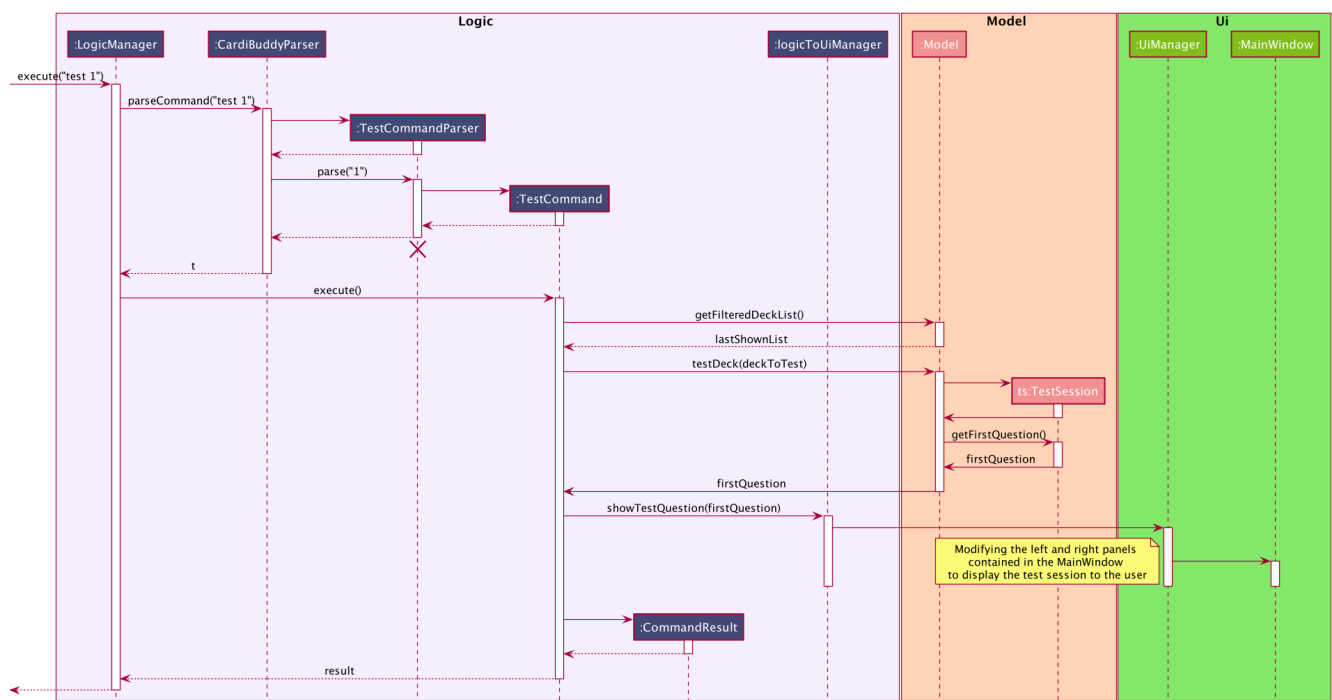 Logic
Model
Ui
:LogicManager
:CardiBuddyParser
:logicToUiManager
:Model
:UiManager
:MainWindow
execute("test 1")
parseCommand("test 1")
:TestCommandParser
parse("1")
:TestCommand
t
execute()
getFilteredDeckList()
lastShownList
testDeck(deckToTest)
ts:TestSession
getFirstQuestion()
firstQuestion
firstQuestion
showTestQuestion(firstQuestion)
Modifying the left and right panels
contained in the MainWindow
to display the test session to the user
:CommandResult
result